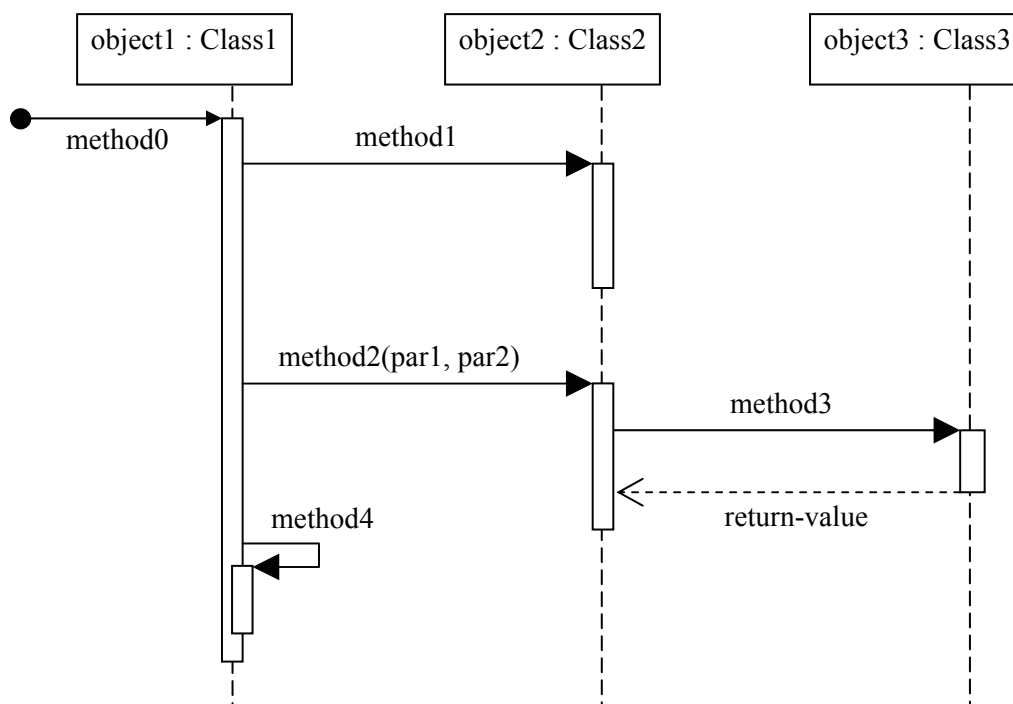 object1 : Class1
object2 : Class2
object3 : Class3
method0
method1
method2(par1, par2)
method3
return-value
method4